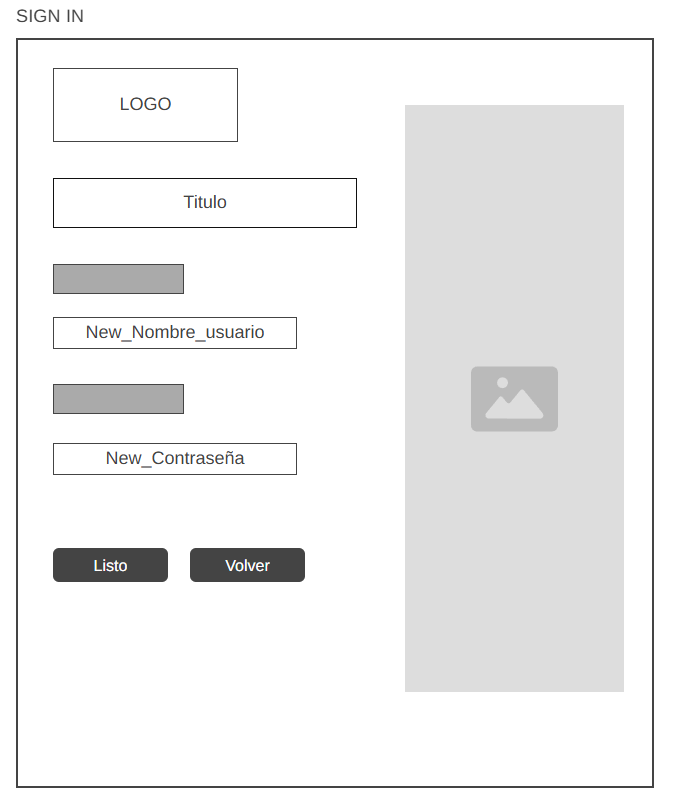 SIGN IN
LOGO
Titulo
New_Nombre_usuario
New_Contraseña
Listo
Volver